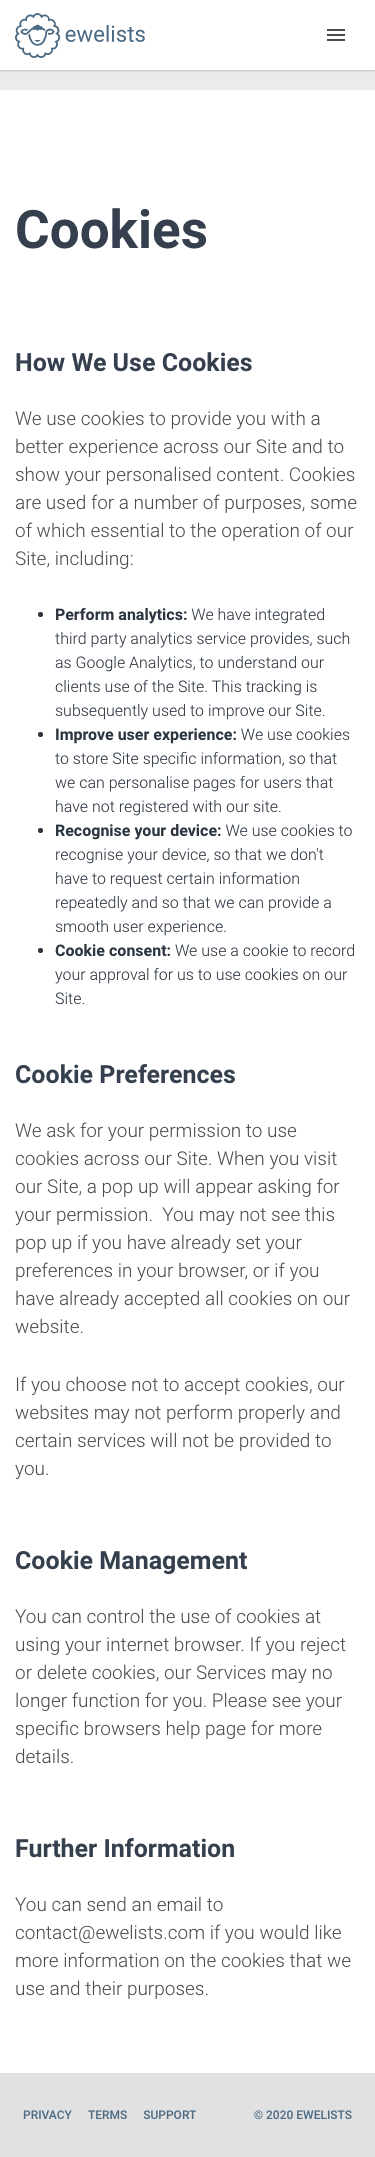 ewelists
Cookies
How We Use Cookies
We use cookies to provide you with a
better experience across our Site and to
show your personalised content. Cookies
are used for a number of purposes, some
of which essential to the operation of our
Site, including:
• Perform analytics: We have integrated
third party analytics service provides, such
as Google Analytics, to understand our
clients use of the Site. This tracking is
subsequently used to improve our Site.
• Improve user experience: We use cookies
to store Site specific information, so that
we can personalise pages for users that
have not registered with our site.
• Recognise your device: We use cookies to
recognise your device, so that we don't
have to request certain information
repeatedly and so that we can provide a
smooth user experience.
• Cookie consent: We use a cookie to record
your approval for us to use cookies on our
Site.
Cookie Preferences
We ask for your permission to use
cookies across our Site. When you visit
our Site, a pop up will appear asking for
your permission.  You may not see this
pop up if you have already set your
preferences in your browser, or if you
have already accepted all cookies on our
website.
If you choose not to accept cookies, our
websites may not perform properly and
certain services will not be provided to
you.
Cookie Management
You can control the use of cookies at
using your internet browser. If you reject
or delete cookies, our Services may no
longer function for you. Please see your
specific browsers help page for more
details.
Further Information
You can send an email to
contact@ewelists.com if you would like
more information on the cookies that we
use and their purposes.
PRIVACY TERMS SUPPORT © 2020 EWELISTS